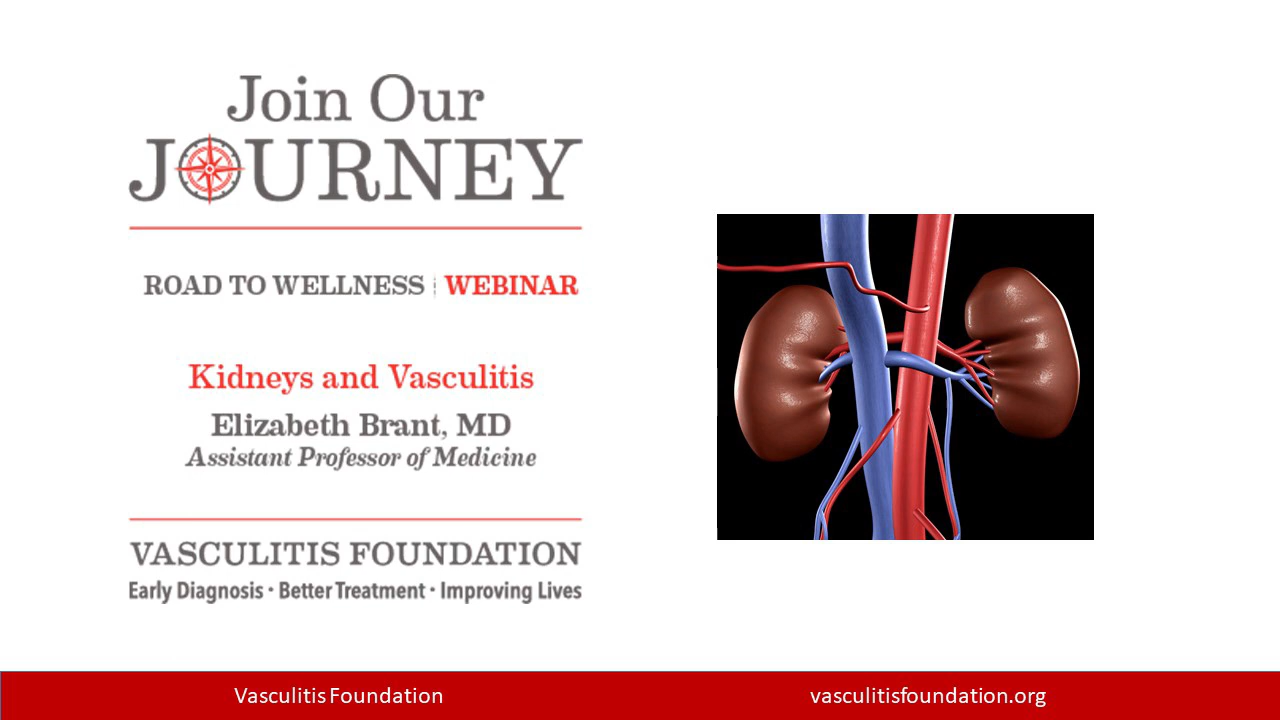 Join Our
JOURNEY
ROAD TO WELLNESS | WEBINAR
Kidneys and Vasculitis
Elizabeth Brant, MD
Assistant Professor of Medicine
VASCULITIS FOUNDATION
Early Diagnosis · Better Treatment · Improving Lives
Vasculitis Foundation
vasculitisfoundation.org